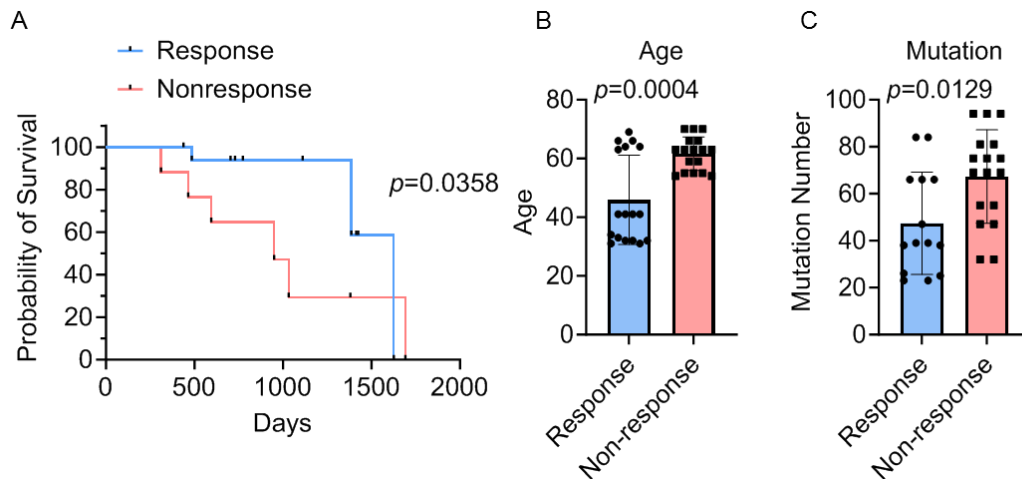 A
Response
Nonresponse
Probability of Survival
100
80
60
40
20
0
p=0.0358
0
500
1000
1500
2000
Days
B
Age
p=0.0004
Age
80
60
40
20
0
Response
Non-response
C
Mutation
p=0.0129
Mutation Number
100
80
60
40
20
0
Response
Non-response